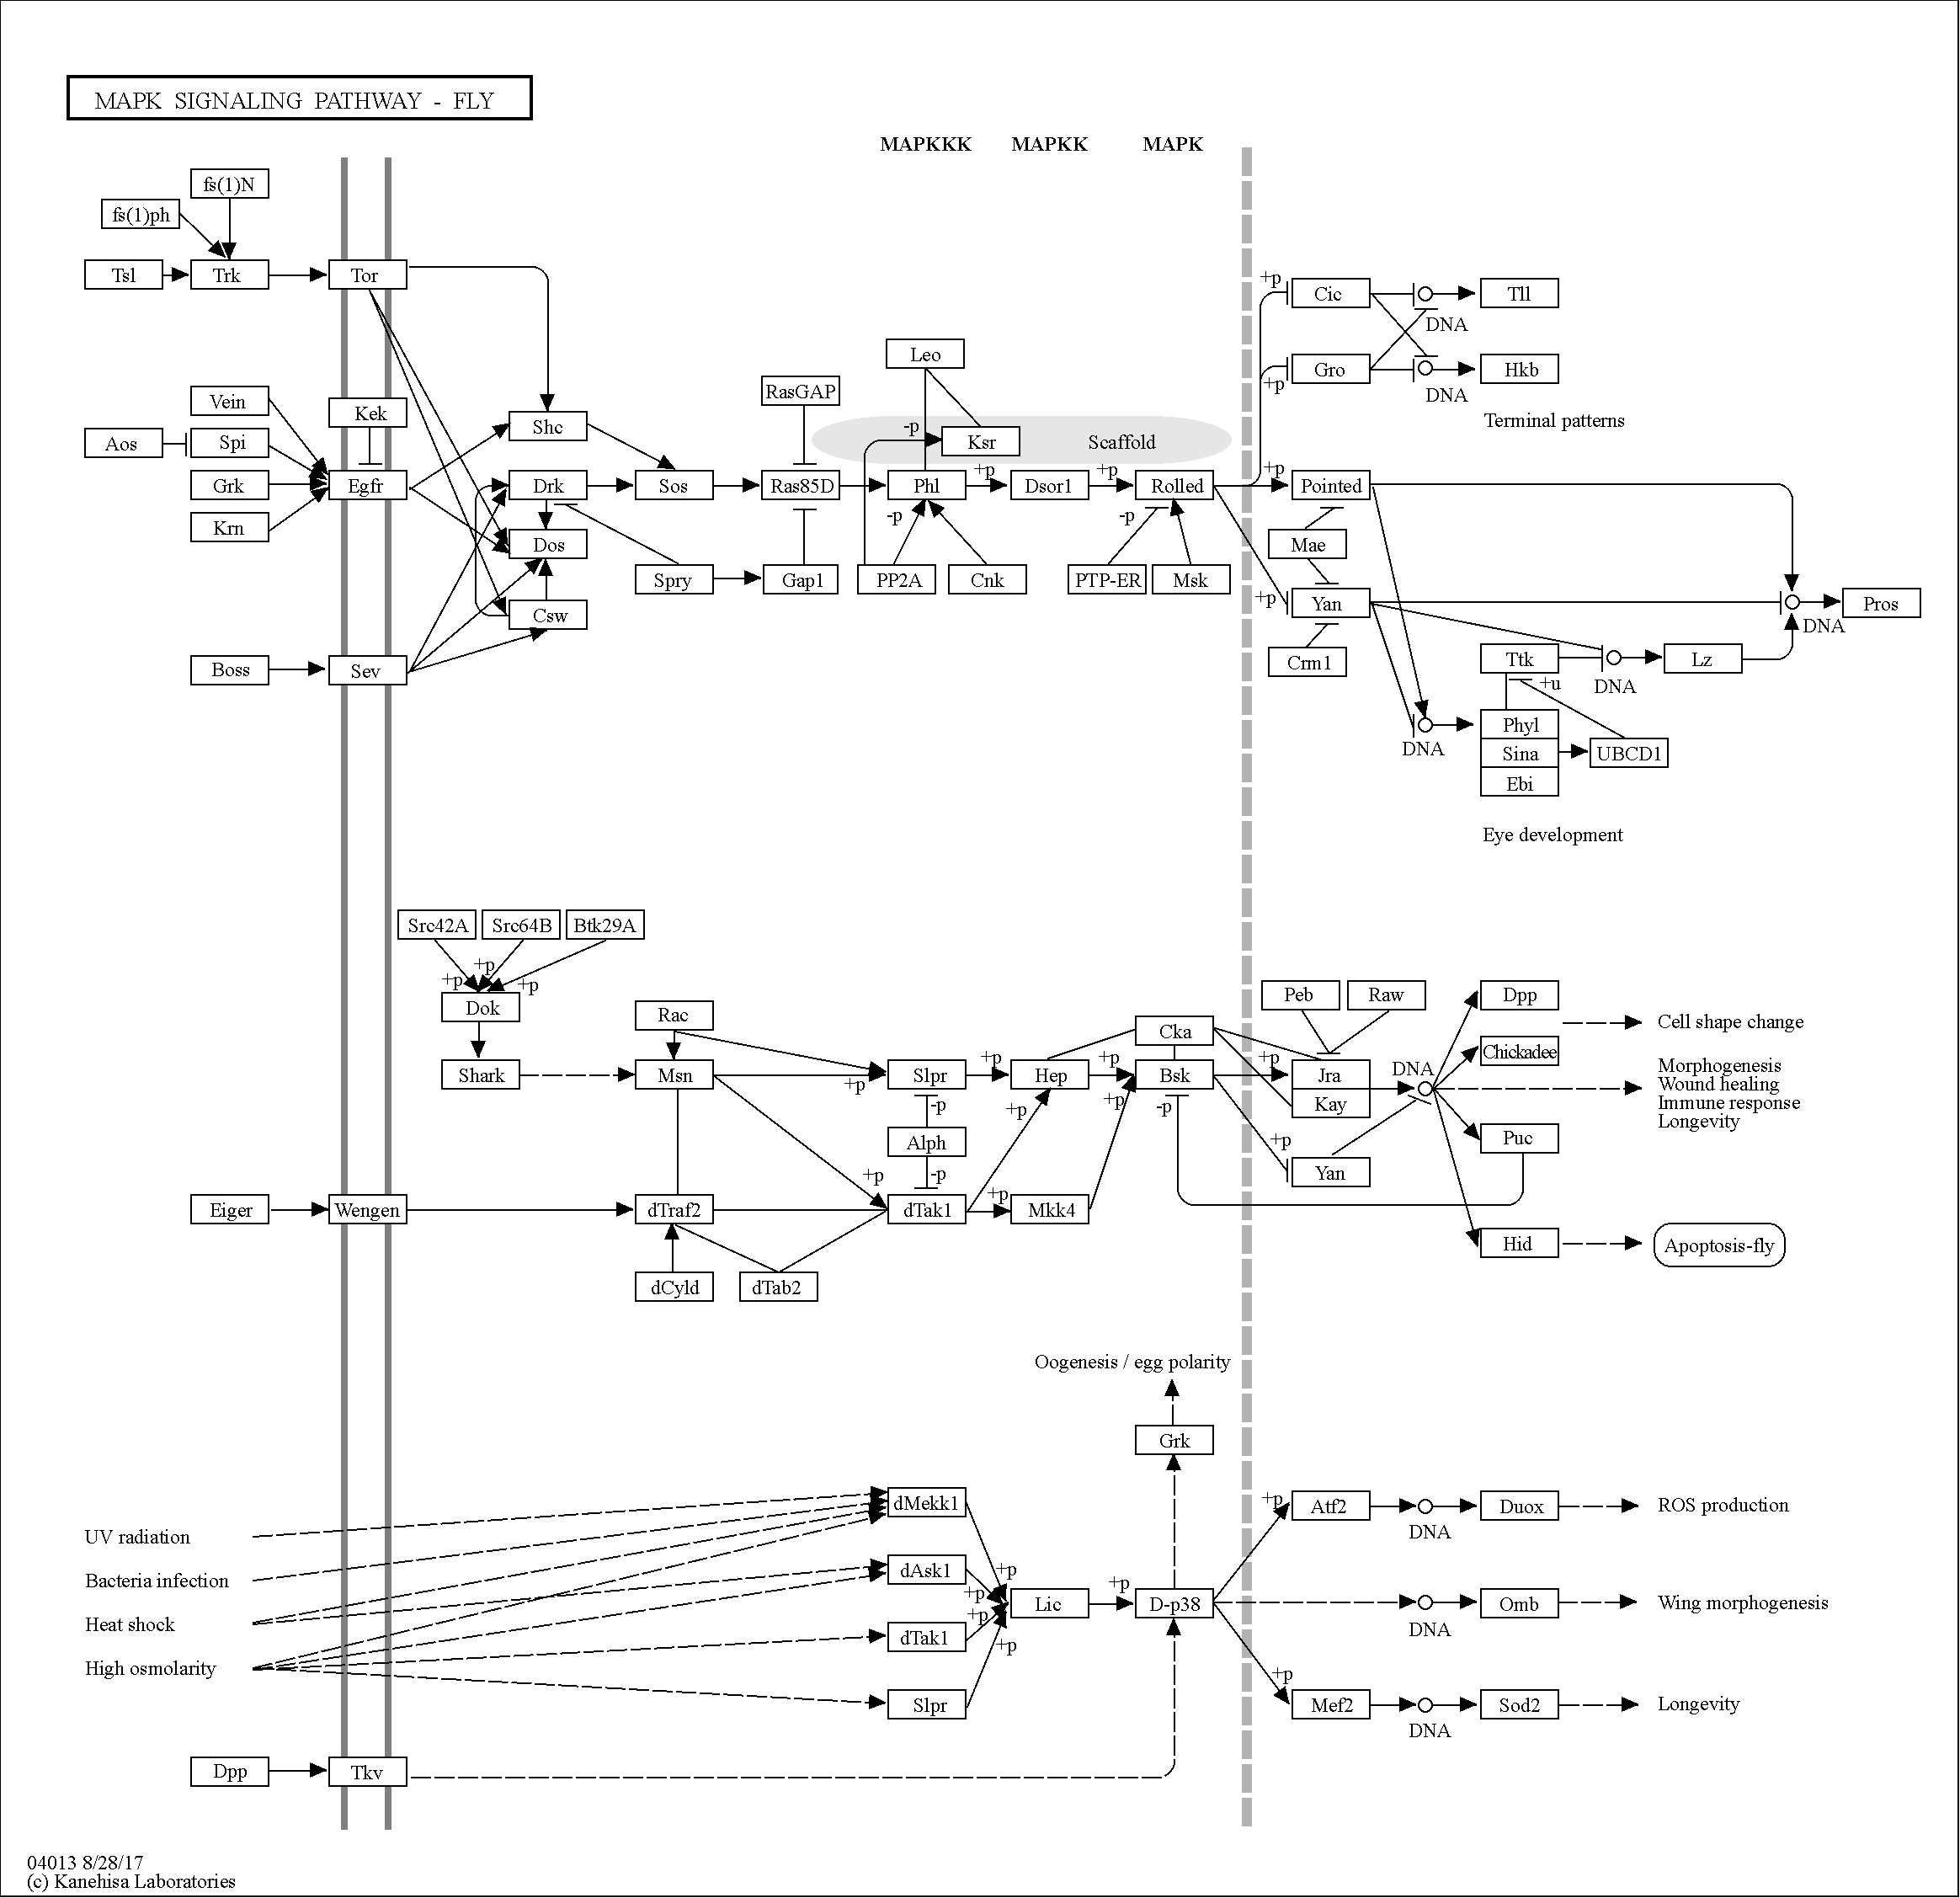 MAPK SIGNALING PATHWAY - FLY
MAPKKK MAPKK MAPK
fs(1)N
fs(1)ph
Tsl Trk Tor
Cic Tll
+p
DNA
Leo
Gro Hkb
+p
DNA
RasGAP
Vein Kek
Terminal patterns
Shc
-p
Aos Spi Ksr Scaffold
+p +p +p
Grk Egfr Drk Sos Ras85D Phl Dsor1 Rolled Pointed
-p -p
Krn
Dos Mae
Spry Gap1 PP2A Cnk PTP-ER Msk
+p
Yan Pros
Csw
DNA
Boss Sev Crm1 Ttk Lz
+u DNA
Phyl
DNA
Sina UBCD1
Ebi
Eye development
Src42A Src64B Btk29A
+p
+p +p
Dok
Peb Raw Dpp
Rac
Cka Cell shape change
Chickadee
+p +p +p
Shark Msn Slpr Hep Bsk Jra DNA
+p
Morphogenesis
Wound healing
Immune response
Longevity
-p +p +p -p
Kay
Alph +p Puc
-p
+p Yan
+p
Eiger Wengen dTraf2 dTak1 Mkk4
Hid Apoptosis-fly
dCyld dTab2
Oogenesis / egg polarity
Grk
dMekk1 +p Atf2 Duox ROS production
DNA
UV radiation
dAsk1 +p
Bacteria infection
+p +p
Lic D-p38 Omb Wing morphogenesis
+p
DNA
Heat shock
dTak1 +p
High osmolarity
+p
Slpr Mef2 Sod2 Longevity
DNA
Dpp Tkv
04013 8/28/17
(c) Kanehisa Laboratories